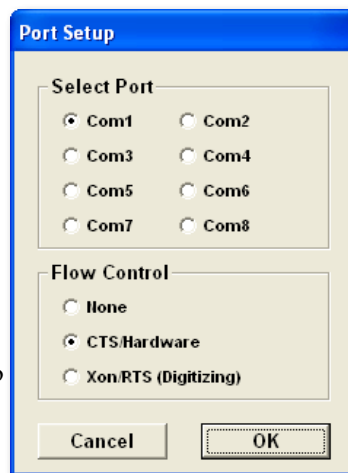 Port Setup
Select Port
Com1 Com2
Com3 Com4
Com5 Com6
Com7 Com8
Flow Control
None
CTS/Hardware
Xon/RTS (Digitizing)
Cancel OK